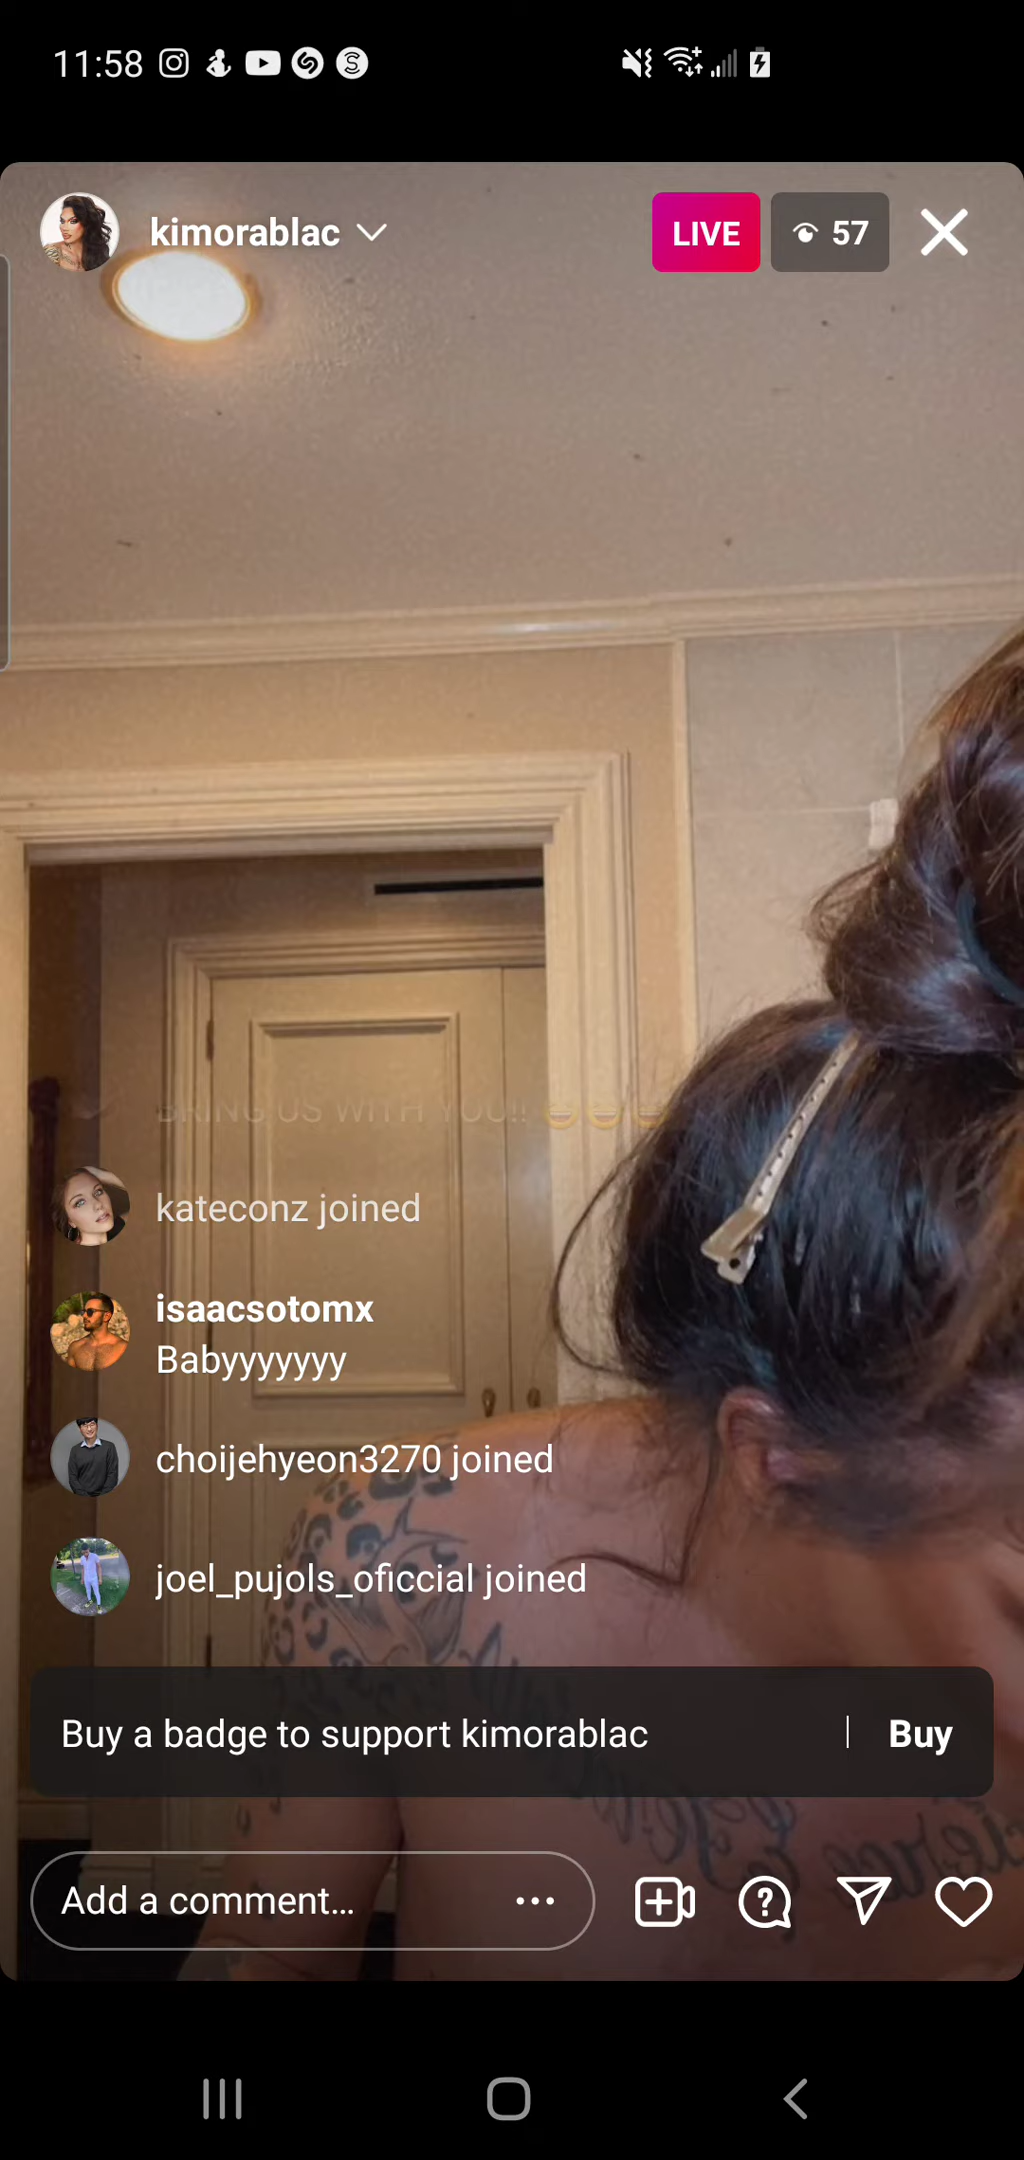 11:58
kimorablac
LIVE
57
BRING US WITH YOU!! 😂😂😂
kateconz joined
isaacsotomx
Babyyyyyyy
choijehyeon3270 joined
joel_pujols_oficcial joined
Buy a badge to support kimorablac | Buy
Add a comment...